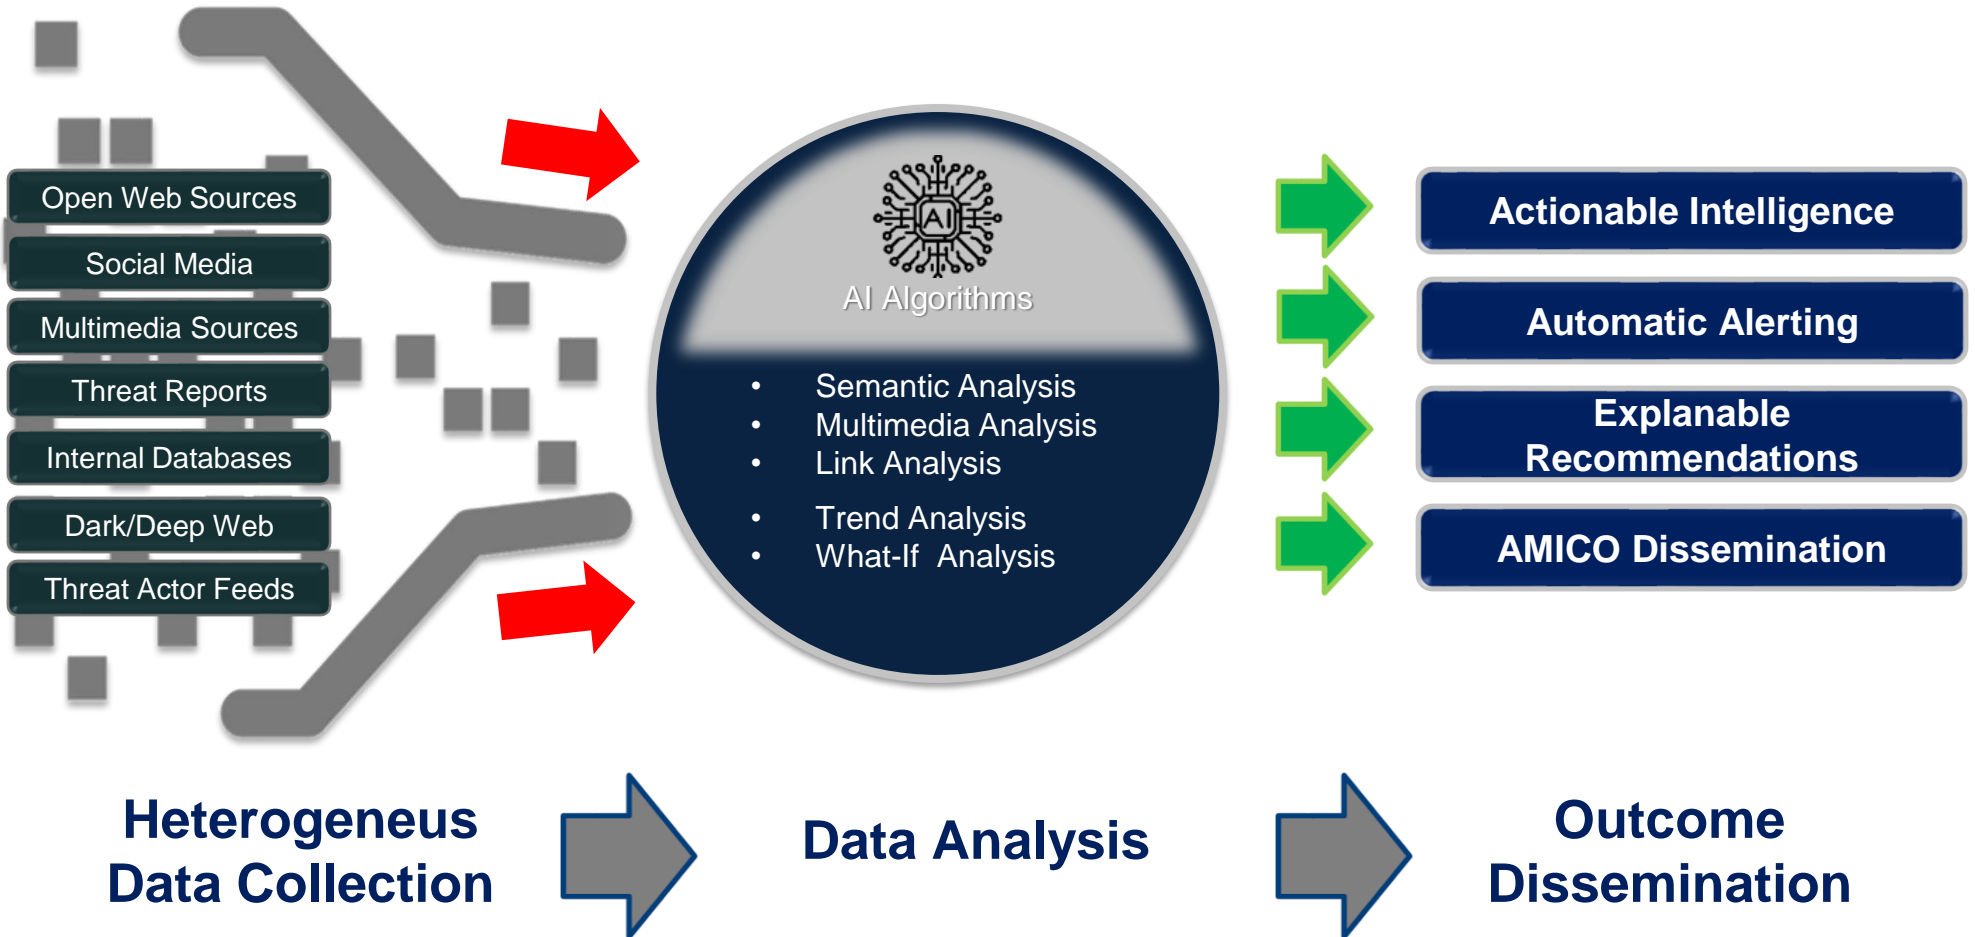 Open Web Sources
Social Media
Multimedia Sources
Threat Reports
Internal Databases
Dark/Deep Web
Threat Actor Feeds
AI
AI Algorithms
• Semantic Analysis
• Multimedia Analysis
• Link Analysis
• Trend Analysis
• What-If Analysis
Actionable Intelligence
Automatic Alerting
Explanable
Recommendations
AMICO Dissemination
Heterogeneus
Data Collection
Data Analysis
Outcome
Dissemination